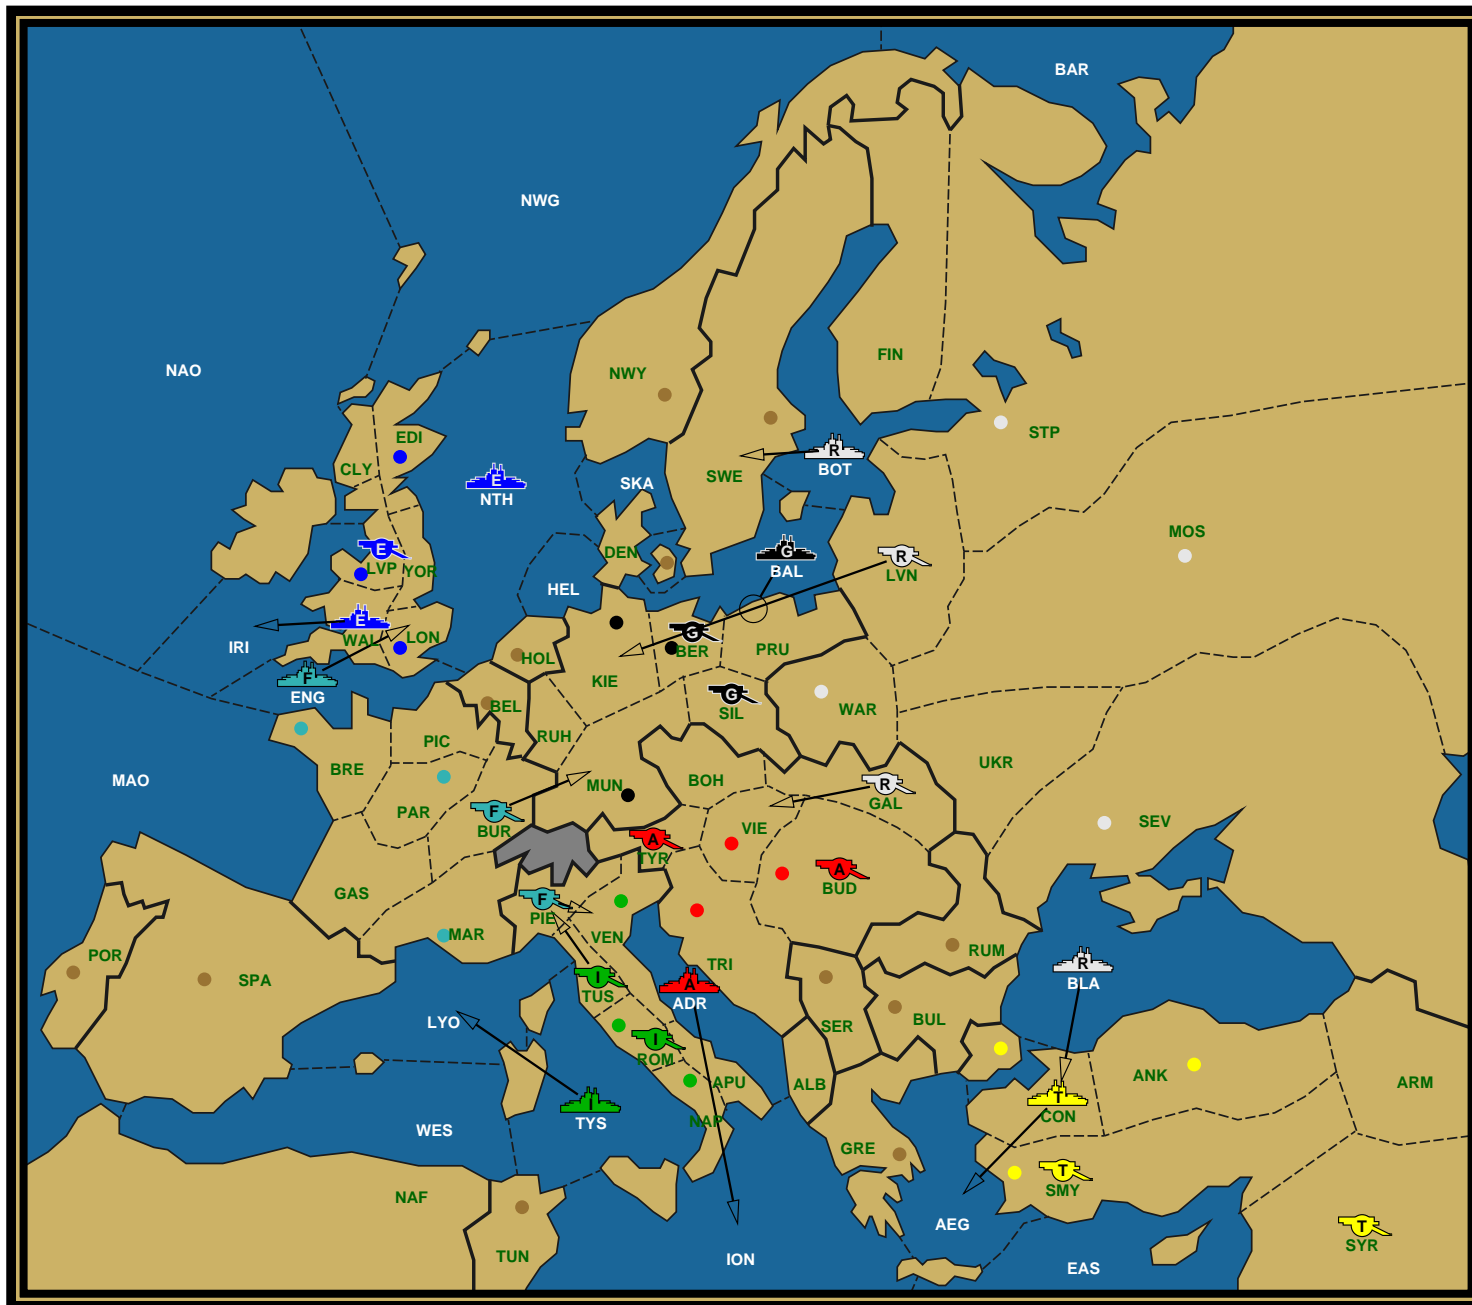 BAR
NWG
NAO
FIN
NWY
STP
EDI
R
BOT
CLY
SWE
E
NTH
SKA
MOS
E
LVP
YOR
DEN
G
BAL
R
LVN
HEL
E
WAL
LON
IRI
G
BER
PRU
HOL
KIE
F
ENG
G
SIL
WAR
BEL
RUH
PIC
UKR
BRE
MAO
MUN
BOH
R
GAL
PAR
F
BUR
VIE
SEV
A
TYR
A
BUD
GAS
F
PIE
MAR
VEN
POR
SPA
TRI
RUM
R
BLA
I
TUS
A
ADR
LYO
SER
BUL
I
ROM
APU
ALB
ANK
ARM
I
TYS
T
CON
WES
NAP
GRE
T
SMY
NAF
AEG
T
SYR
TUN
ION
EAS